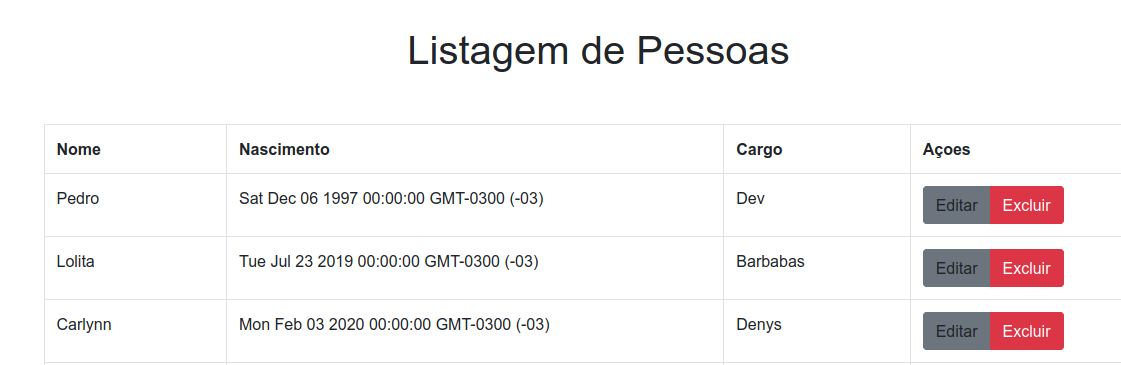 Listagem de Pessoas
Nome Nascimento Cargo Açoes
Pedro Sat Dec 06 1997 00:00:00 GMT-0300 (-03) Dev Editar Excluir
Lolita Tue Jul 23 2019 00:00:00 GMT-0300 (-03) Barbabas Editar Excluir
Carlynn Mon Feb 03 2020 00:00:00 GMT-0300 (-03) Denys Editar Excluir